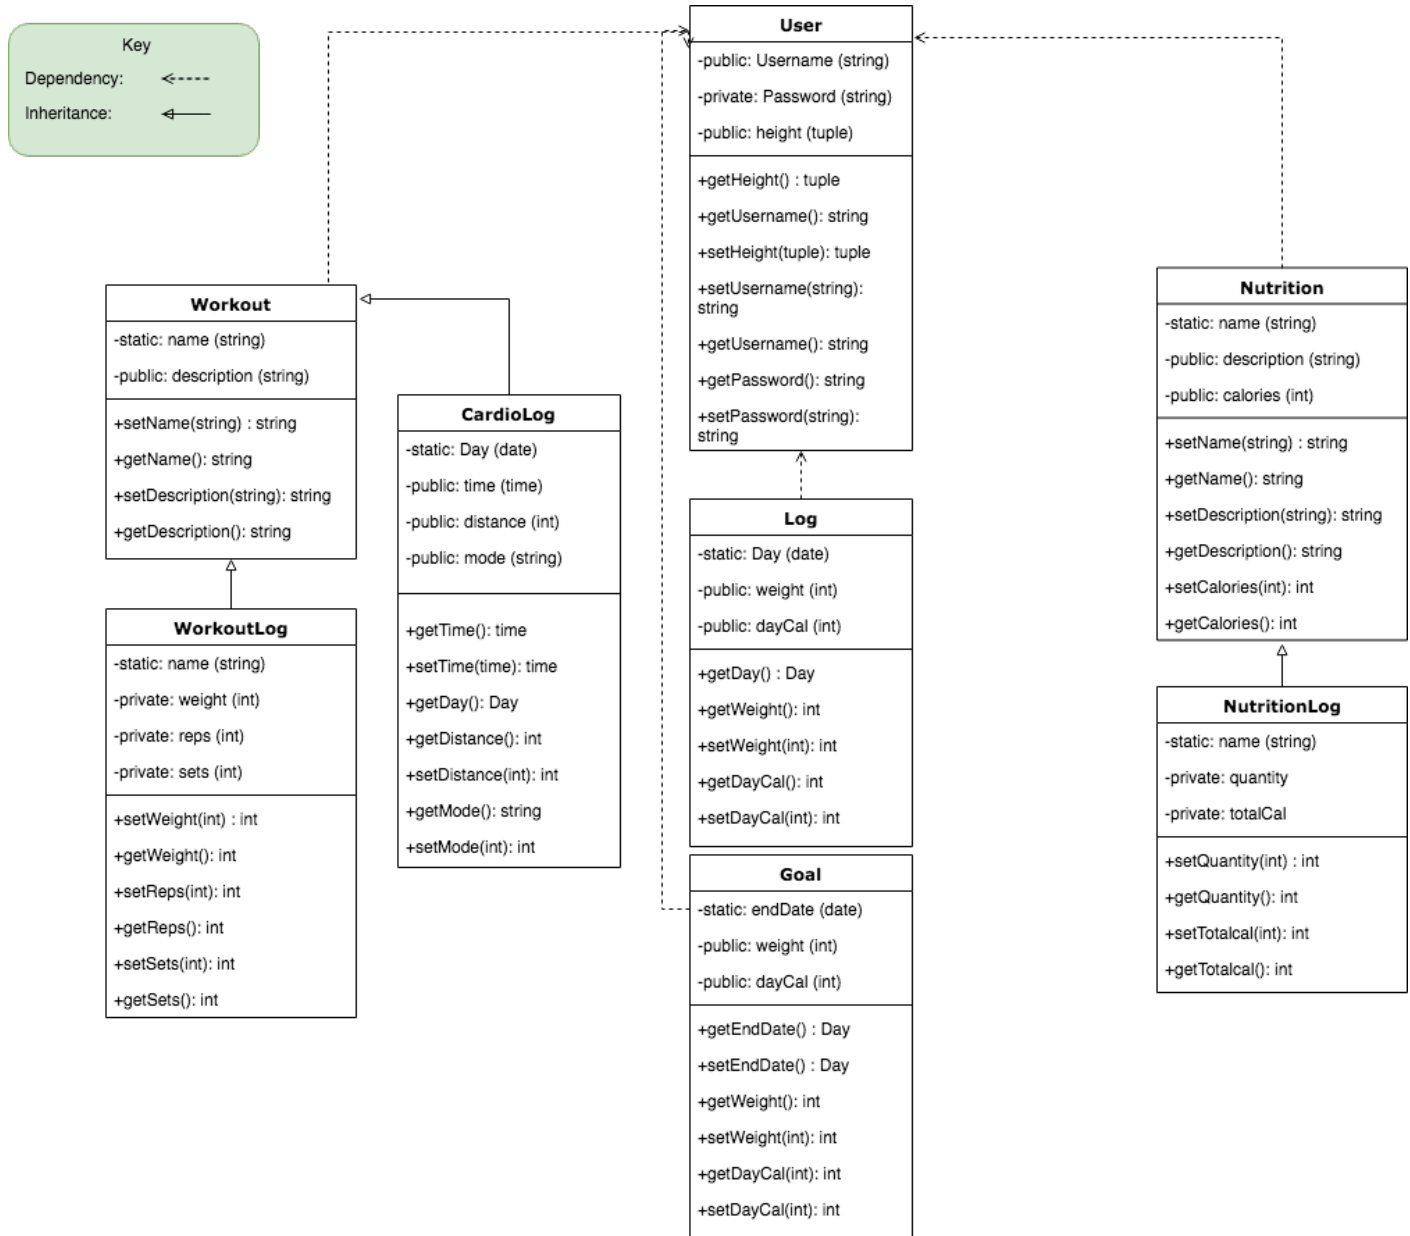 Key
Dependency:
Inheritance:
User
-public: Username (string)
-private: Password (string)
-public: height (tuple)
+getHeight() : tuple
+getUsername(): string
+setHeight(tuple): tuple
+setUsername(string):
string
+getUsername(): string
+getPassword(): string
+setPassword(string):
string
Workout
-static: name (string)
-public: description (string)
+setName(string) : string
+getName(): string
+setDescription(string): string
+getDescription(): string
CardioLog
-static: Day (date)
-public: time (time)
-public: distance (int)
-public: mode (string)
+getTime(): time
+setTime(time): time
+getDay(): Day
+getDistance(): int
+setDistance(int): int
+getMode(): string
+setMode(int): int
WorkoutLog
-static: name (string)
-private: weight (int)
-private: reps (int)
-private: sets (int)
+setWeight(int) : int
+getWeight(): int
+setReps(int): int
+getReps(): int
+setSets(int): int
+getSets(): int
Log
-static: Day (date)
-public: weight (int)
-public: dayCal (int)
+getDay() : Day
+getWeight(): int
+setWeight(int): int
+getDayCal(): int
+setDayCal(int): int
Goal
-static: endDate (date)
-public: weight (int)
-public: dayCal (int)
+getEndDate() : Day
+setEndDate() : Day
+getWeight(): int
+setWeight(int): int
+getDayCal(int): int
+setDayCal(int): int
Nutrition
-static: name (string)
-public: description (string)
-public: calories (int)
+setName(string) : string
+getName(): string
+setDescription(string): string
+getDescription(): string
+setCalories(int): int
+getCalories(): int
NutritionLog
-static: name (string)
-private: quantity
-private: totalCal
+setQuantity(int) : int
+getQuantity(): int
+setTotalcal(int): int
+getTotalcal(): int